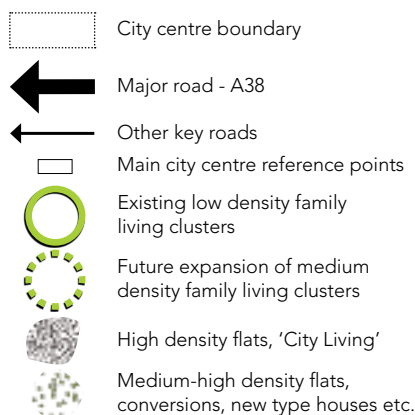 City centre boundary
Major road - A38
Other key roads
Main city centre reference points
Existing low density family
living clusters
Future expansion of medium
density family living clusters
High density flats, ‘City Living’
Medium-high density flats,
conversions, new type houses etc.